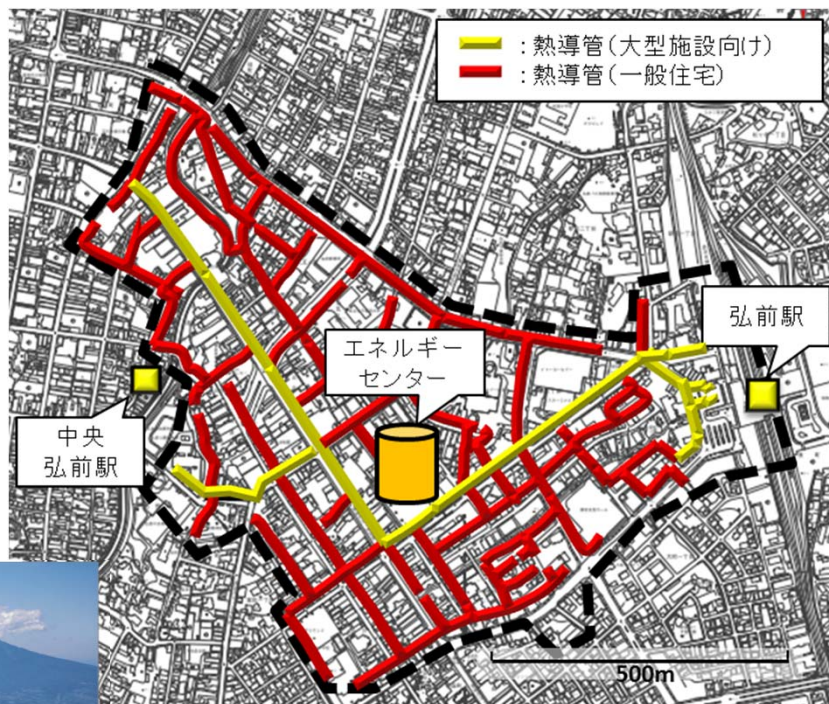 ：熱導管（大型施設向け）
：熱導管（一般住宅）
弘前駅
エネルギー
センター
中央
弘前駅
500m